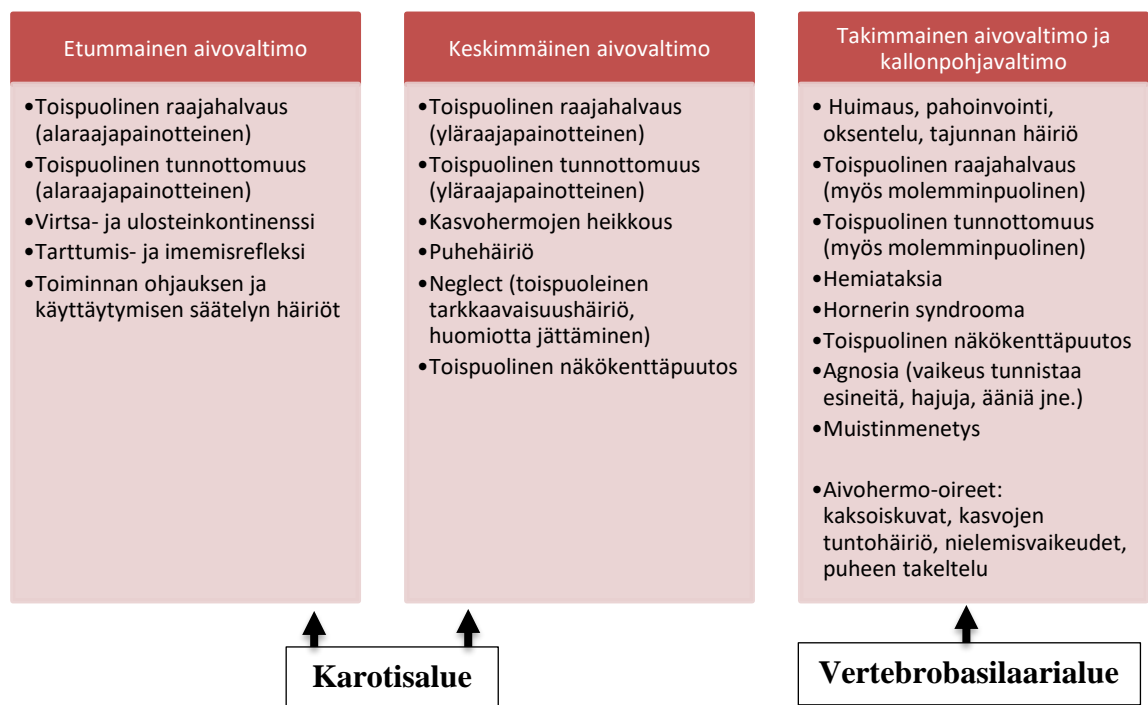 Etummainen aivovaltimo
•Toispuolinen raajahalvaus
(alaraajapainotteinen)
•Toispuolinen tunnottomuus
(alaraajapainotteinen)
•Virtsa- ja ulosteinkontinenssi
•Tarttumis- ja imemisrefleksi
•Toiminnan ohjauksen ja
käyttäytymisen säätelyn häiriöt
Keskimmäinen aivovaltimo
•Toispuolinen raajahalvaus
(yläraajapainotteinen)
•Toispuolinen tunnottomuus
(yläraajapainotteinen)
•Kasvohermojen heikkous
•Puhehäiriö
•Neglect (toispuoleinen
tarkkaavaisuushäiriö,
huomiotta jättäminen)
•Toispuolinen näkökenttäpuutos
Takimmainen aivovaltimo ja
kallonpohjavaltimo
• Huimaus, pahoinvointi,
oksentelu, tajunnan häiriö
•Toispuolinen raajahalvaus
(myös molemminpuolinen)
•Toispuolinen tunnottomuus
(myös molemminpuolinen)
•Hemiataksia
•Hornerin syndrooma
•Toispuolinen näkökenttäpuutos
•Agnosia (vaikeus tunnistaa
esineitä, hajuja, ääniä jne.)
•Muistinmenetys
•Aivohermo-oireet:
kaksoiskuvat, kasvojen
tuntohäiriö, nielemisvaikeudet,
puheen takeltelu
Karotisalue
Vertebrobasilaarialue